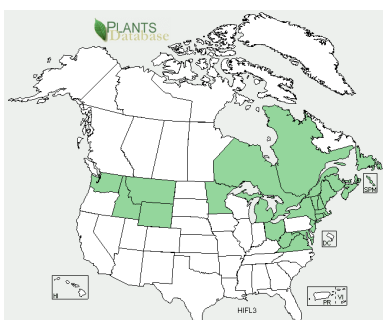 PLANTS
Database
SPM
DC
HI
PR
VI
HIFL3